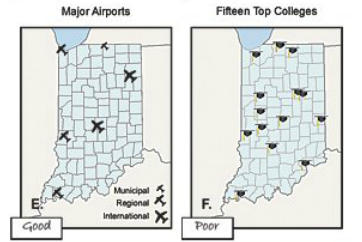 Major Airports
Fifteen Top Colleges
Municipal
Regional
International
E.
F.
Good
Poor